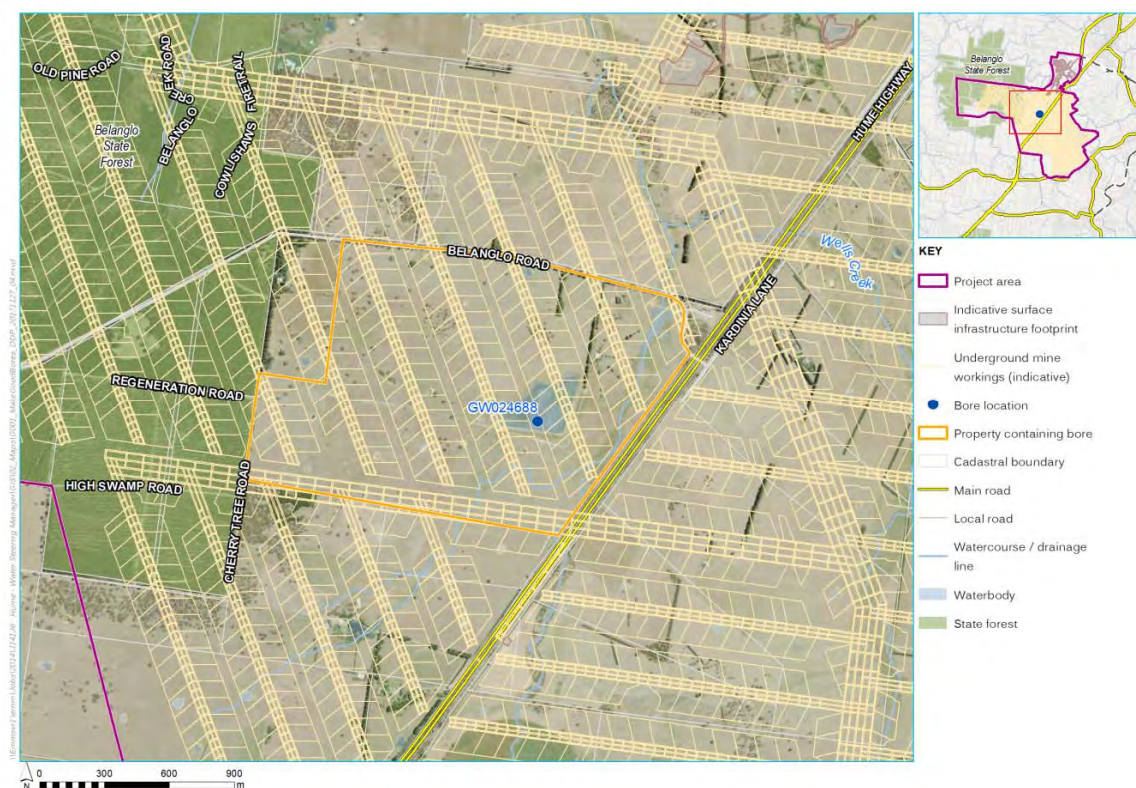 OLD PINE ROAD
BELANGLO
CREEK ROAD
COWLISHAWS FIRETRAIL
Belanglo
State
Forest
HUME HIGHWAY
Wells Creek
BELANGLO ROAD
KARDINIA LANE
REGENERATION ROAD
GW024688
HIGH SWAMP ROAD
CHERRY TREE ROAD
N
0 300 600 900
m
Belanglo
State Forest
KEY
Project area
Indicative surface
infrastructure footprint
Underground mine
workings (indicative)
Bore location
Property containing bore
Cadastral boundary
Main road
Local road
Watercourse / drainage
line
Waterbody
State forest